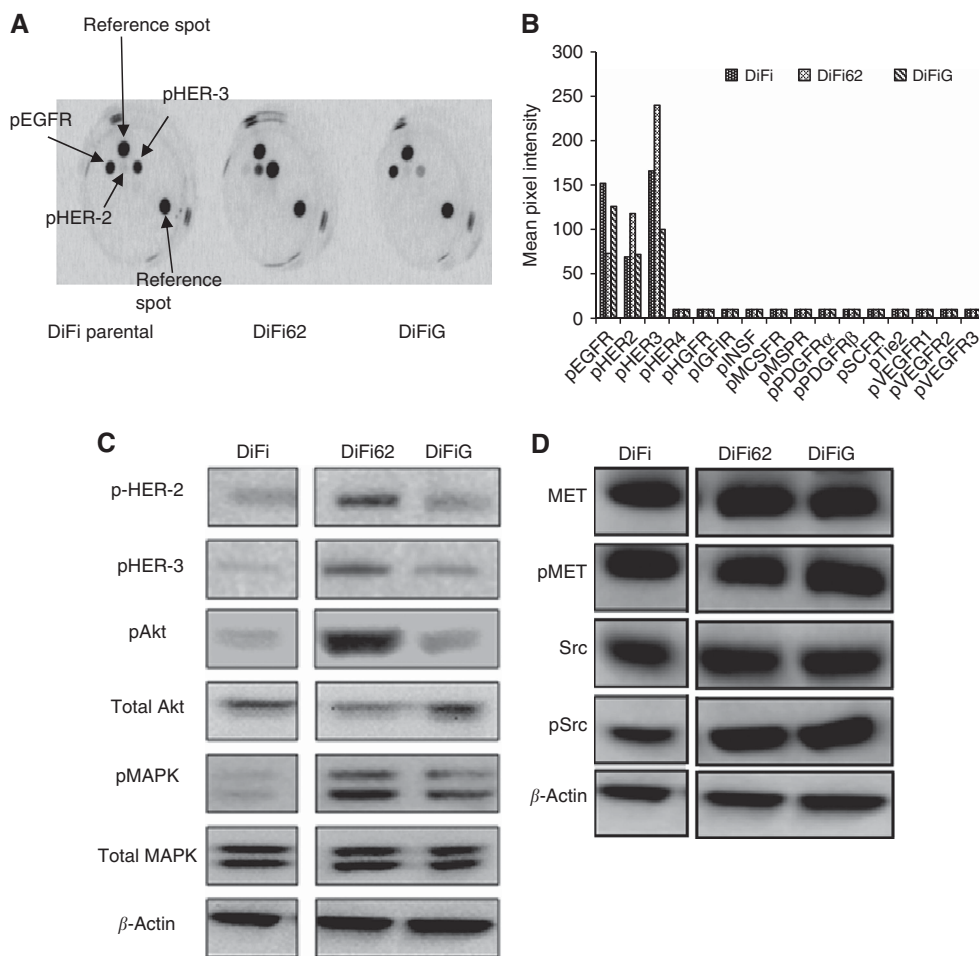 A
Reference spot
pHER-3
pEGFR
pHER-2
Reference
spot
DiFi parental
DiFi62
DiFiG
B
300
250
200
150
100
50
0
Mean pixel intensity
DiFi
DiFi62
DiFiG
pEGFR
pHER2
pHER3
pHER4
pHGFR
pIGFIR
pINSF
pMCSFR
pMSPR
pPDGFRα
pPDGFRβ
pSCFR
pTie2
pVEGFR1
pVEGFR2
pVEGFR3
C
DiFi DiFi62 DiFiG
p-HER-2
pHER-3
pAkt
Total Akt
pMAPK
Total MAPK
β-Actin
D
DiFi DiFi62 DiFiG
MET
pMET
Src
pSrc
β-Actin